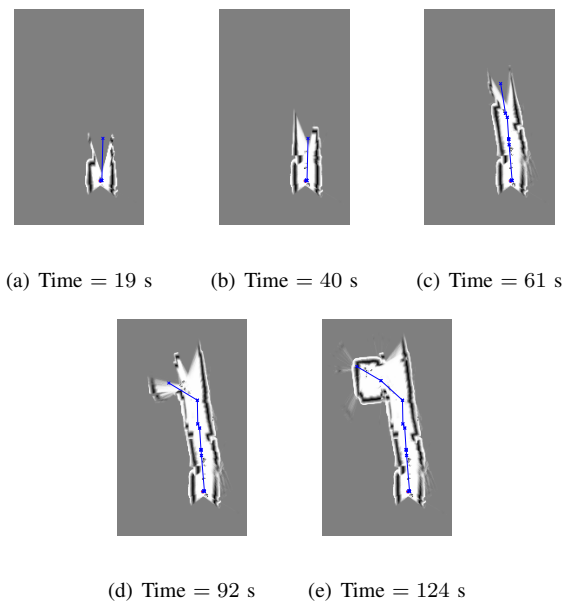 (a) Time = 19 s
(b) Time = 40 s
(c) Time = 61 s
(d) Time = 92 s
(e) Time = 124 s